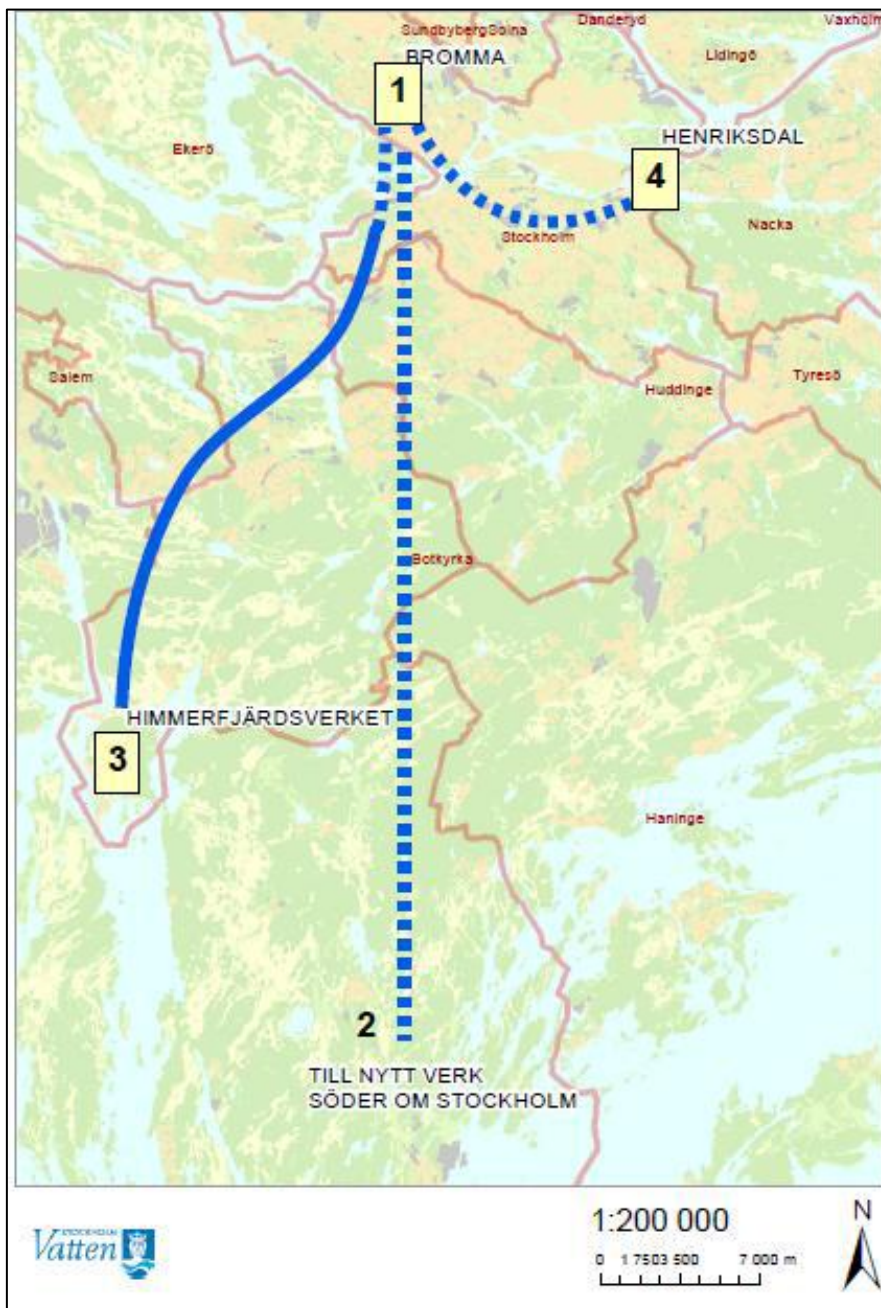 Danderyd
Vaxholm
Sundbyberg Solna
BROMMA
Lidingö
1
HENRIKSDAL
Ekerö
4
Nacka
Stockholm
Salem
Huddinge
Tyresö
Botkyrka
HIMMERFJÄRDSVERKET
3
Haninge
2
TILL NYTT VERK
SÖDER OM STOCKHOLM
1:200 000
N
STOCKHOLM
Vatten
0 1 750 3 500 7 000 m